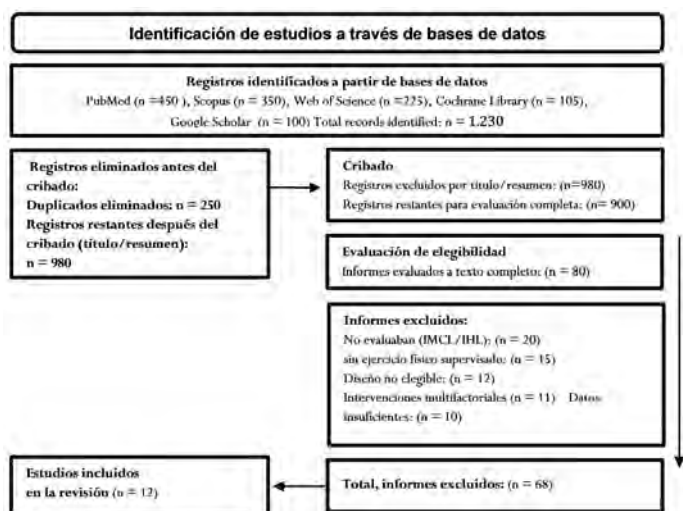 Identificación de estudios a través de bases de datos
Registros identificados a partir de bases de datos
PubMed (n =450 ), Scopus (n = 350), Web of Science (n =225), Cochrane Library (n = 105),
Google Scholar (n = 100) Total records identified: n = 1.230
Registros eliminados antes del
cribado:
Duplicados eliminados: n = 250
Registros restantes después del
cribado (título/resumen):
n = 980
Cribado
Registros excluidos por título/resumen: (n=980)
Registros restantes para evaluación completa: (n= 900)
Evaluación de elegibilidad
Informes evaluados a texto completo: (n = 80)
Informes excluidos:
No evaluaban (IMCL/IHL): (n = 20)
sin ejercicio físico supervisado: (n = 15)
Diseño no elegible: (n = 12)
Intervenciones multifactoriales (n = 11) Datos
insuficientes: (n = 10)
Estudios incluidos
en la revisión (n = 12)
Total, informes excluidos: (n = 68)